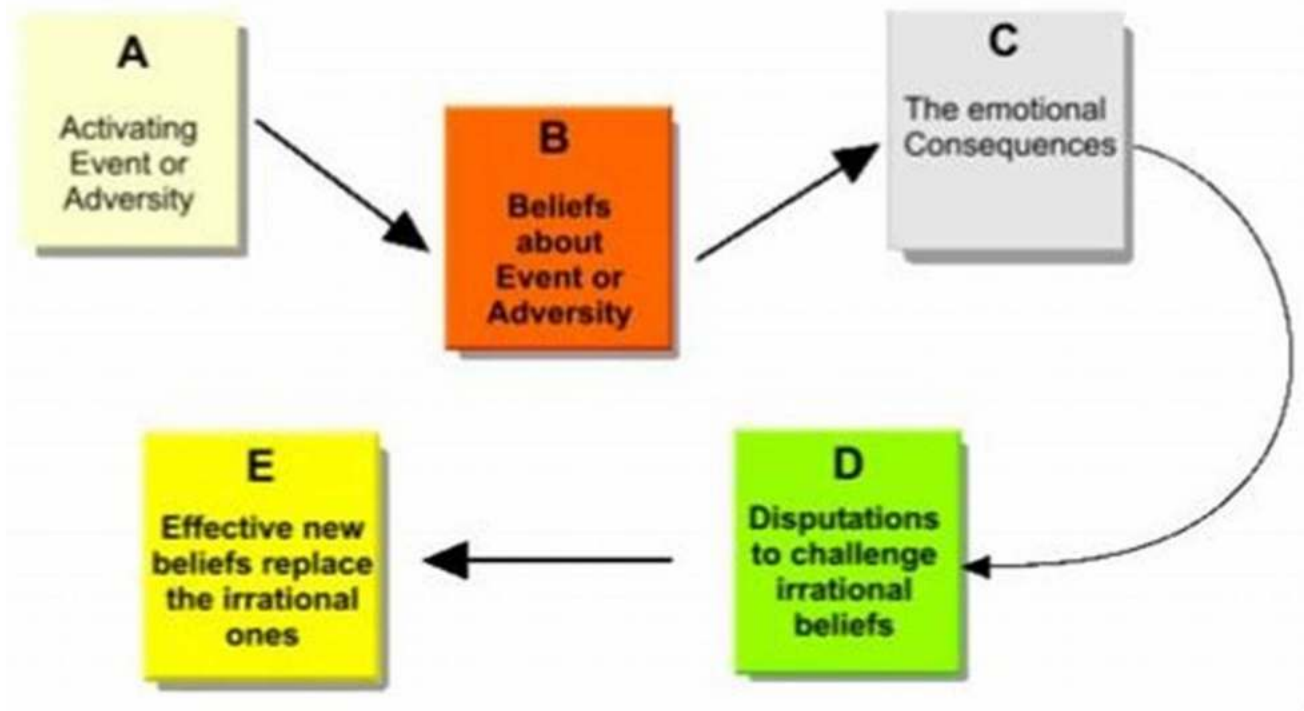 A
Activating
Event or
Adversity
B
Beliefs
about
Event or
Adversity
C
The emotional
Consequences
D
Disputations
to challenge
irrational
beliefs
E
Effective new
beliefs replace
the irrational
ones